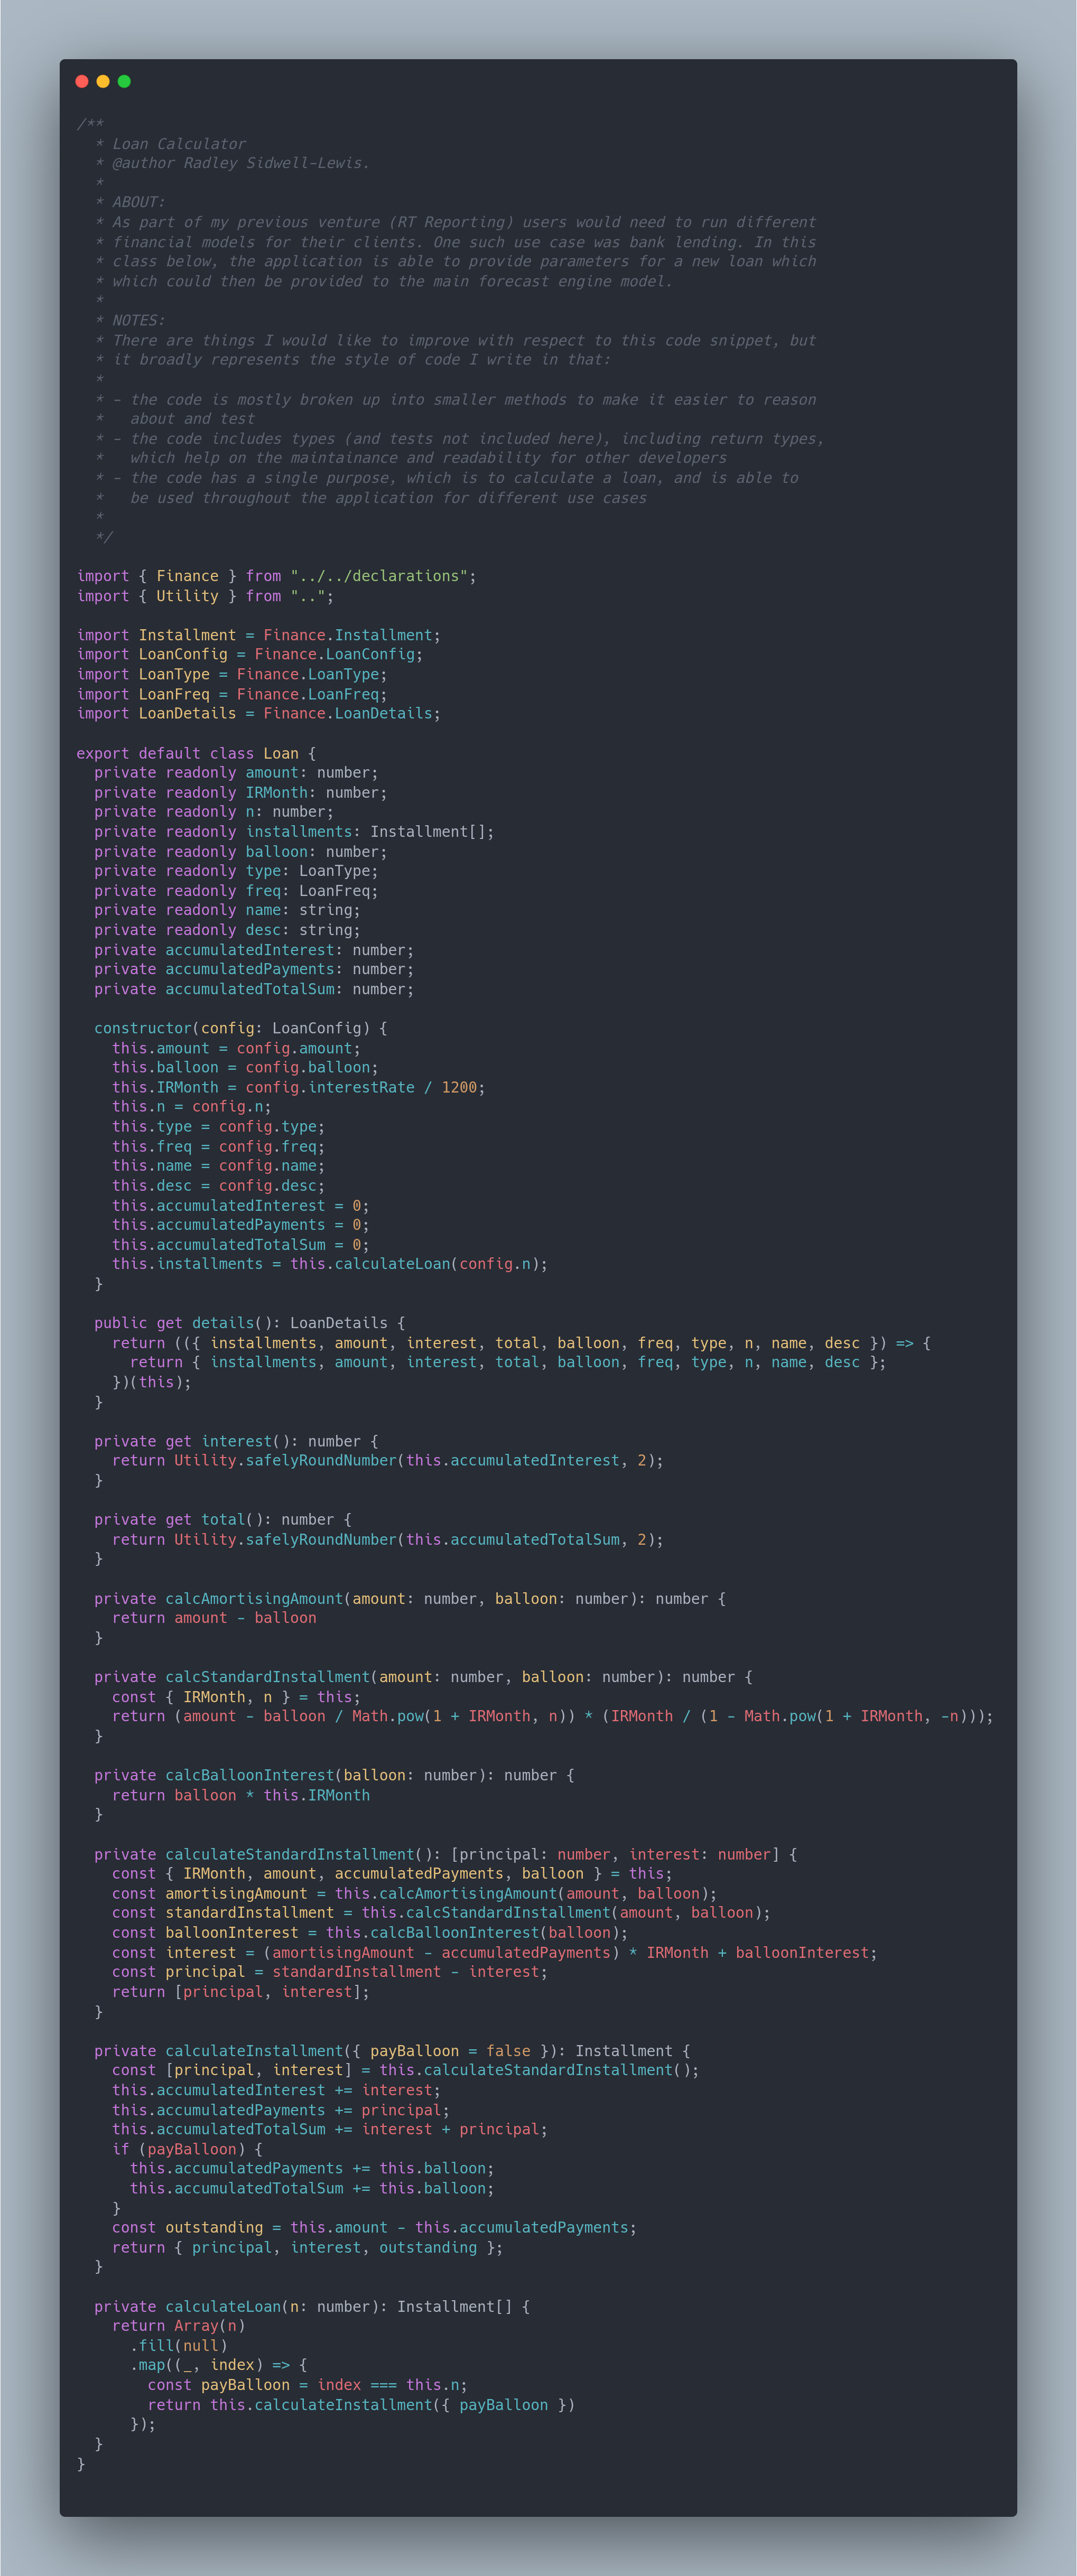 /**
  * Loan Calculator
  * @author Radley Sidwell-Lewis.
  *
  * ABOUT:
  * As part of my previous venture (RT Reporting) users would need to run different
  * financial models for their clients. One such use case was bank lending. In this
  * class below, the application is able to provide parameters for a new loan which
  * which could then be provided to the main forecast engine model.
  *
  * NOTES:
  * There are things I would like to improve with respect to this code snippet, but
  * it broadly represents the style of code I write in that:
  *
  * - the code is mostly broken up into smaller methods to make it easier to reason
  *   about and test
  * - the code includes types (and tests not included here), including return types,
  *   which help on the maintainance and readability for other developers
  * - the code has a single purpose, which is to calculate a loan, and is able to
  *   be used throughout the application for different use cases
  *
  */

import { Finance } from "../../declarations";
import { Utility } from "..";

import Installment = Finance.Installment;
import LoanConfig = Finance.LoanConfig;
import LoanType = Finance.LoanType;
import LoanFreq = Finance.LoanFreq;
import LoanDetails = Finance.LoanDetails;

export default class Loan {
  private readonly amount: number;
  private readonly IRMonth: number;
  private readonly n: number;
  private readonly installments: Installment[];
  private readonly balloon: number;
  private readonly type: LoanType;
  private readonly freq: LoanFreq;
  private readonly name: string;
  private readonly desc: string;
  private accumulatedInterest: number;
  private accumulatedPayments: number;
  private accumulatedTotalSum: number;

  constructor(config: LoanConfig) {
    this.amount = config.amount;
    this.balloon = config.balloon;
    this.IRMonth = config.interestRate / 1200;
    this.n = config.n;
    this.type = config.type;
    this.freq = config.freq;
    this.name = config.name;
    this.desc = config.desc;
    this.accumulatedInterest = 0;
    this.accumulatedPayments = 0;
    this.accumulatedTotalSum = 0;
    this.installments = this.calculateLoan(config.n);
  }

  public get details(): LoanDetails {
    return (({ installments, amount, interest, total, balloon, freq, type, n, name, desc }) => {
      return { installments, amount, interest, total, balloon, freq, type, n, name, desc };
    })(this);
  }

  private get interest(): number {
    return Utility.safelyRoundNumber(this.accumulatedInterest, 2);
  }

  private get total(): number {
    return Utility.safelyRoundNumber(this.accumulatedTotalSum, 2);
  }

  private calcAmortisingAmount(amount: number, balloon: number): number {
    return amount - balloon
  }

  private calcStandardInstallment(amount: number, balloon: number): number {
    const { IRMonth, n } = this;
    return (amount - balloon / Math.pow(1 + IRMonth, n)) * (IRMonth / (1 - Math.pow(1 + IRMonth, -n)));
  }

  private calcBalloonInterest(balloon: number): number {
    return balloon * this.IRMonth
  }

  private calculateStandardInstallment(): [principal: number, interest: number] {
    const { IRMonth, amount, accumulatedPayments, balloon } = this;
    const amortisingAmount = this.calcAmortisingAmount(amount, balloon);
    const standardInstallment = this.calcStandardInstallment(amount, balloon);
    const balloonInterest = this.calcBalloonInterest(balloon);
    const interest = (amortisingAmount - accumulatedPayments) * IRMonth + balloonInterest;
    const principal = standardInstallment - interest;
    return [principal, interest];
  }

  private calculateInstallment({ payBalloon = false }): Installment {
    const [principal, interest] = this.calculateStandardInstallment();
    this.accumulatedInterest += interest;
    this.accumulatedPayments += principal;
    this.accumulatedTotalSum += interest + principal;
    if (payBalloon) {
      this.accumulatedPayments += this.balloon;
      this.accumulatedTotalSum += this.balloon;
    }
    const outstanding = this.amount - this.accumulatedPayments;
    return { principal, interest, outstanding };
  }

  private calculateLoan(n: number): Installment[] {
    return Array(n)
      .fill(null)
      .map((_, index) => {
        const payBalloon = index === this.n;
        return this.calculateInstallment({ payBalloon })
      });
  }
}